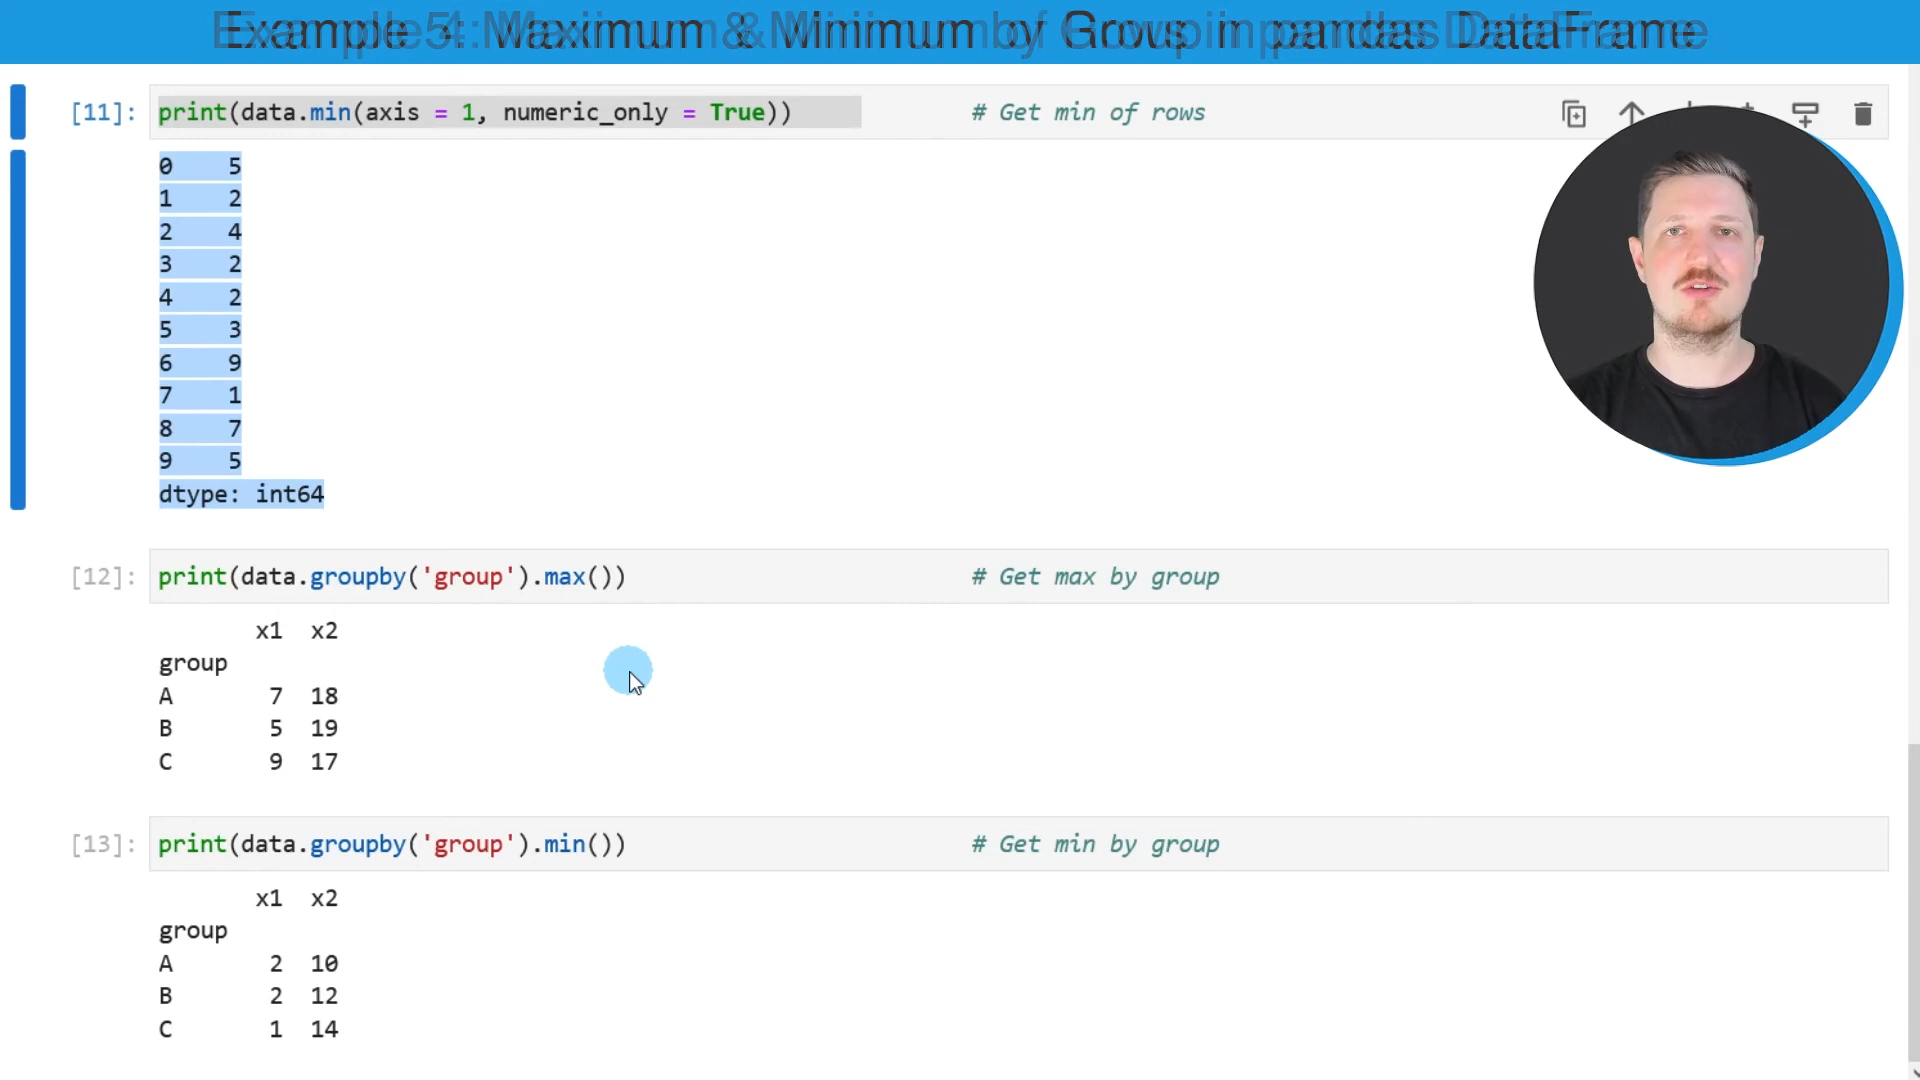 Example 5: Maximum & Minimum by Group in pandas DataFrame
[11]: print(data.min(axis = 1, numeric_only = True)) # Get min of rows
0 5
1 2
2 4
3 2
4 2
5 3
6 9
7 1
8 7
9 5
dtype: int64
[12]: print(data.groupby('group').max()) # Get max by group
x1 x2
group
A 7 18
B 5 19
C 9 17
[13]: print(data.groupby('group').min()) # Get min by group
x1 x2
group
A 2 10
B 2 12
C 1 14